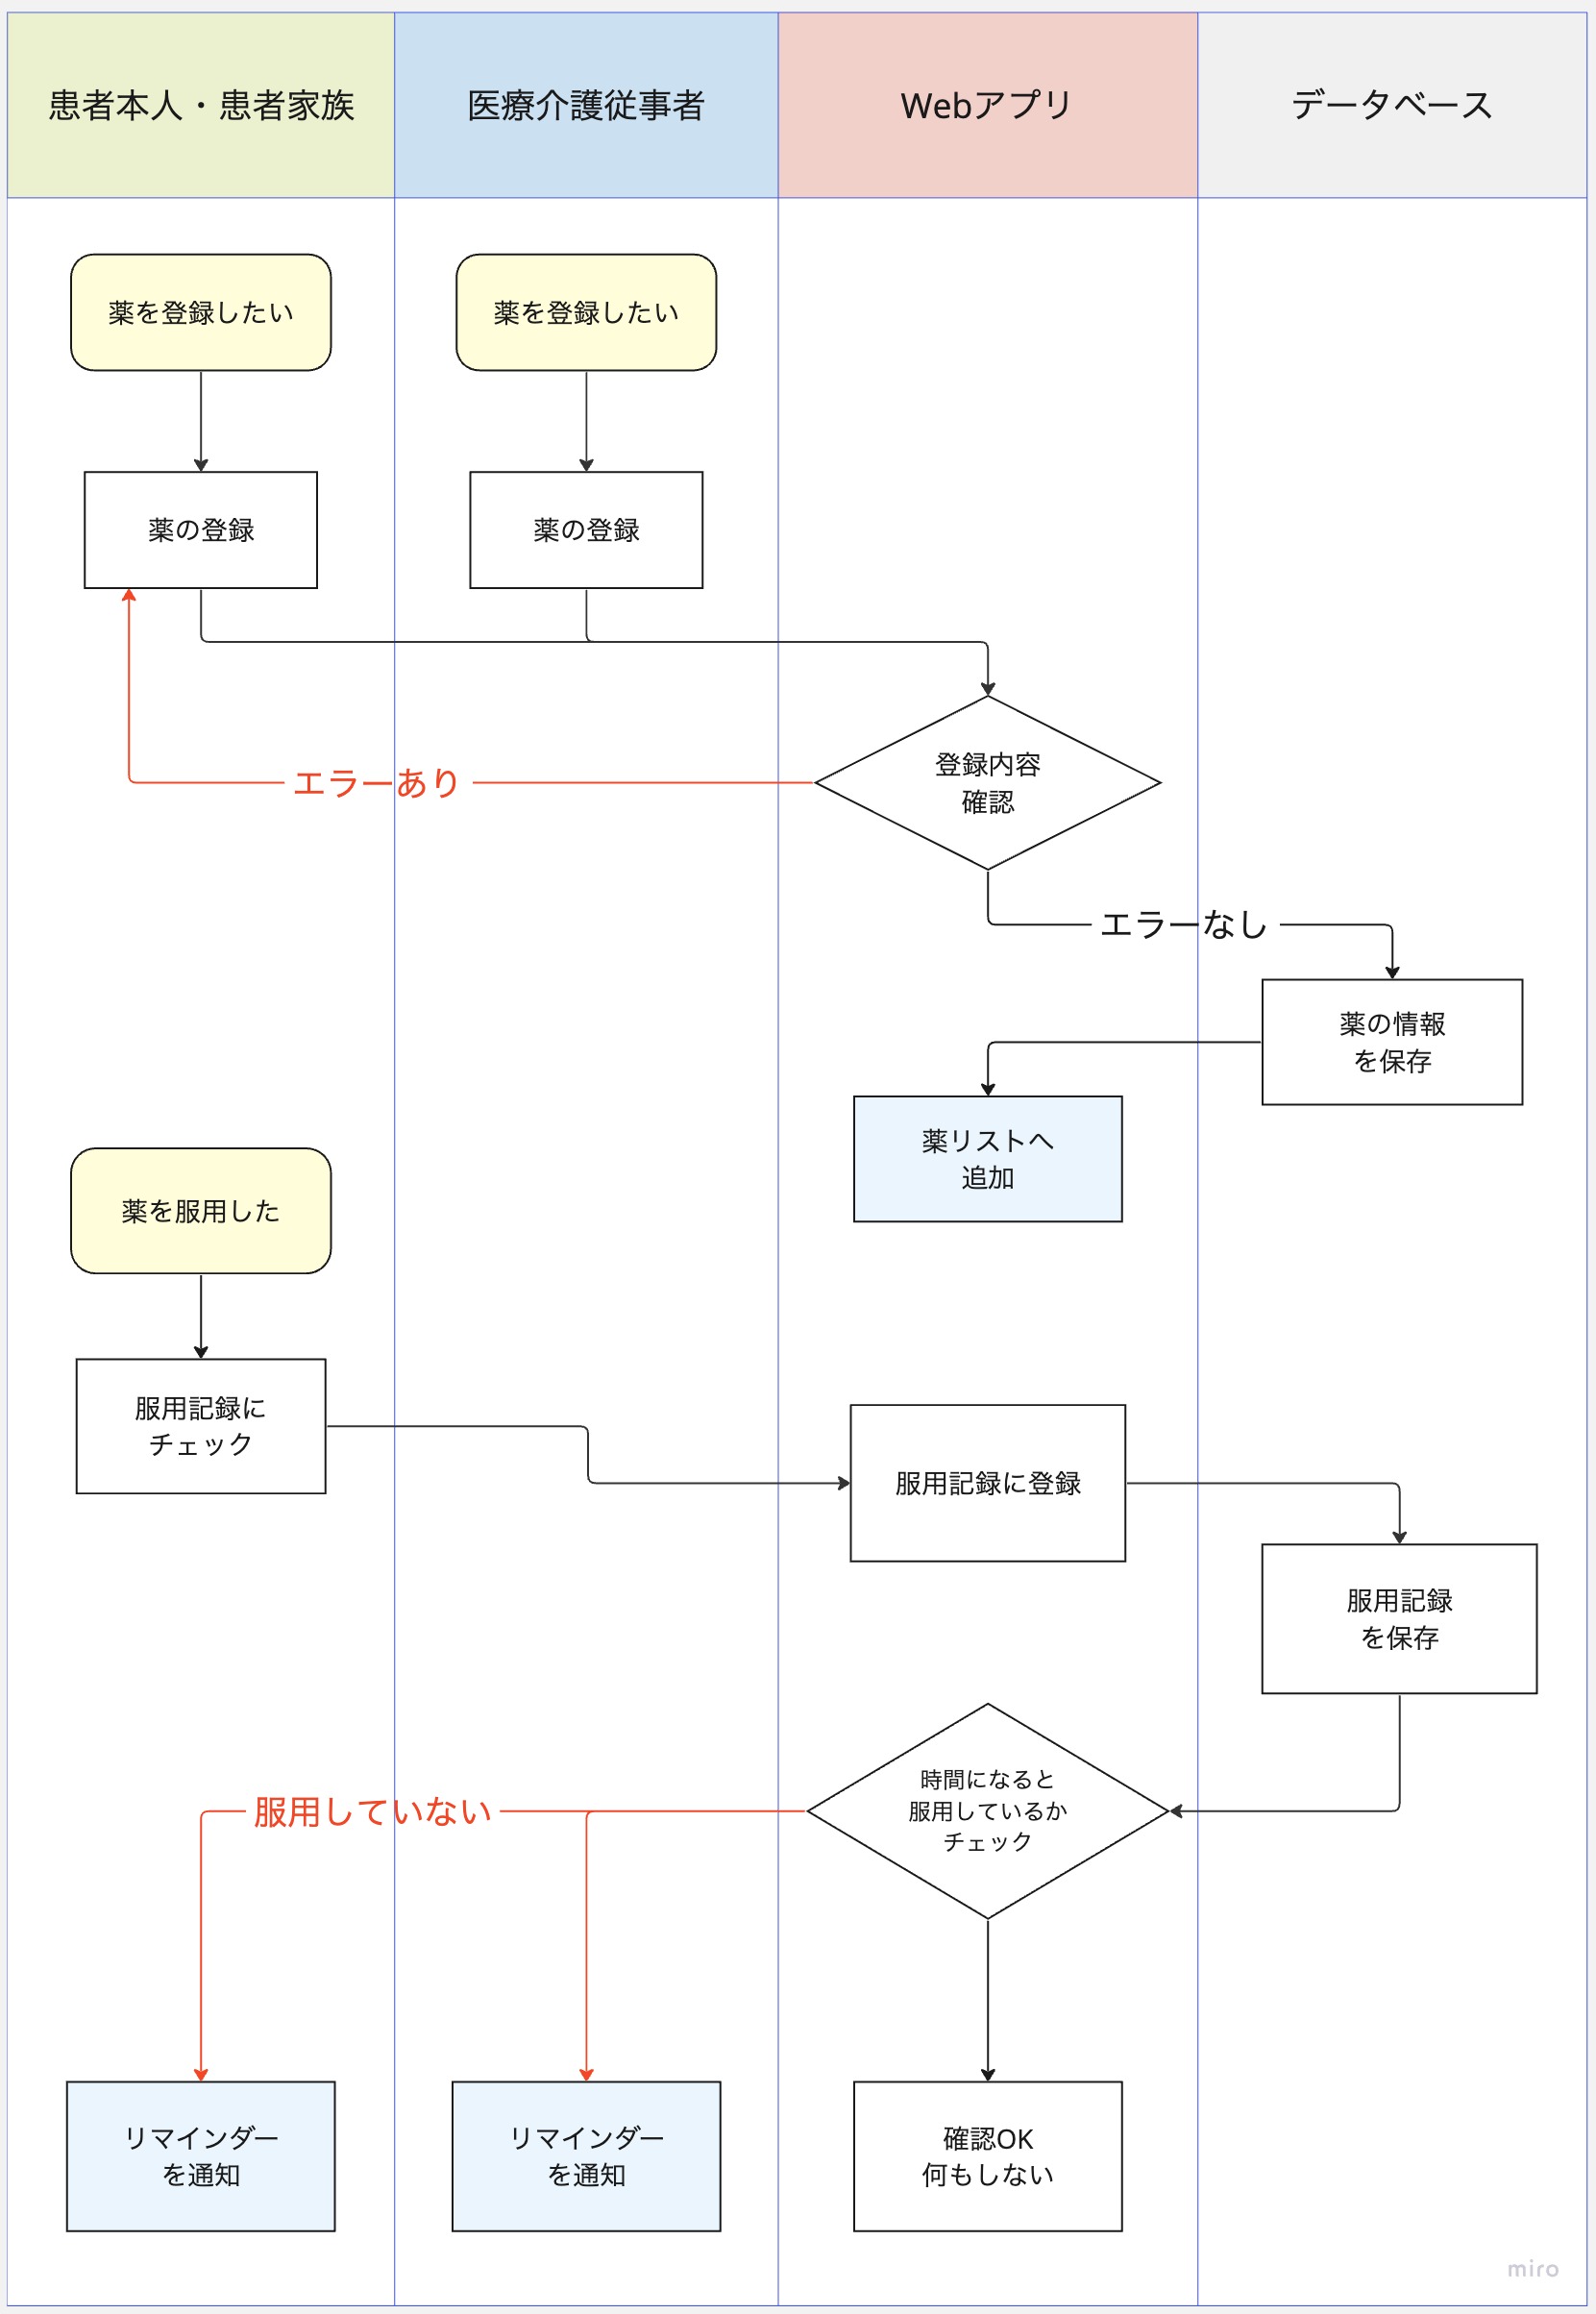 患者本人・患者家族
医療介護従事者
Webアプリ
データベース
薬を登録したい
薬を登録したい
薬の登録
薬の登録
登録内容
確認
エラーあり
エラーなし
薬の情報
を保存
薬リストへ
追加
薬を服用した
服用記録に
チェック
服用記録に登録
服用記録
を保存
時間になると
服用しているか
チェック
服用していない
リマインダー
を通知
リマインダー
を通知
確認OK
何もしない
miro